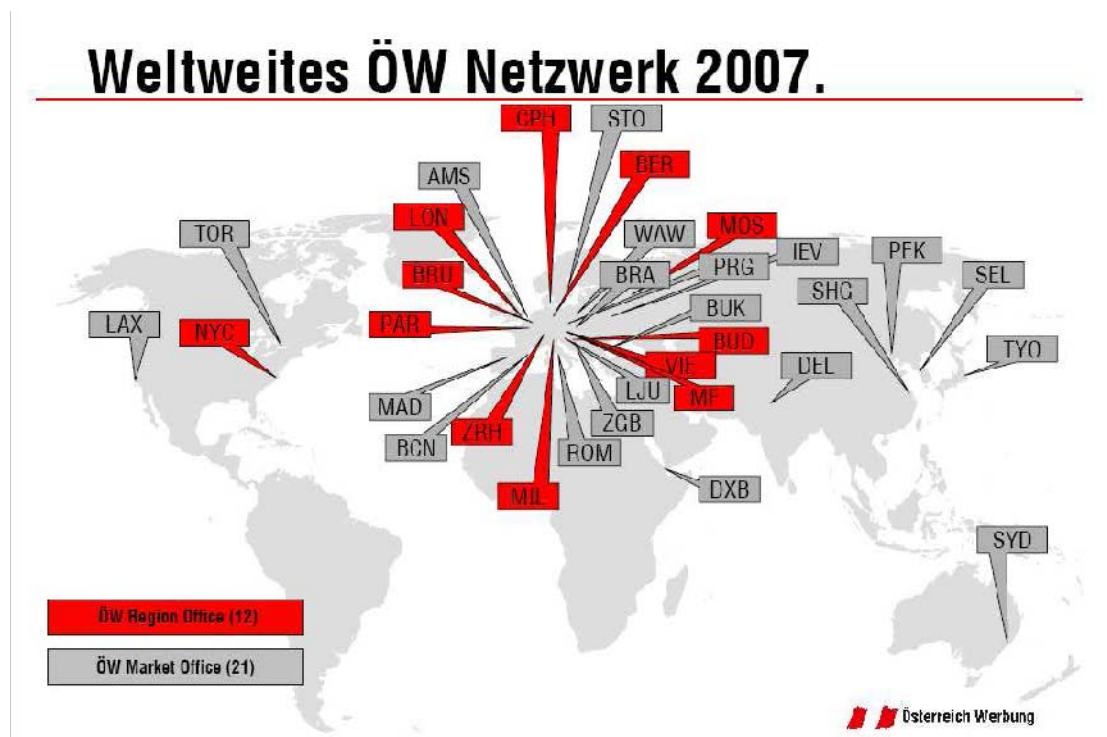 Weltweites ÖW Netzwerk 2007.
CPH
STO
BER
AMS
LON
TOR
WAW
MOS
IEV
PFK
BRU
BRA
PRG
SHG
SEL
LAX
NYC
PAR
BUK
BUD
TYO
VIE
DEL
LJU
MF
MAD
ZGB
BCN
ZRH
ROM
MIL
DXB
SYD
ÖW Region Office (12)
ÖW Market Office (21)
Österreich Werbung